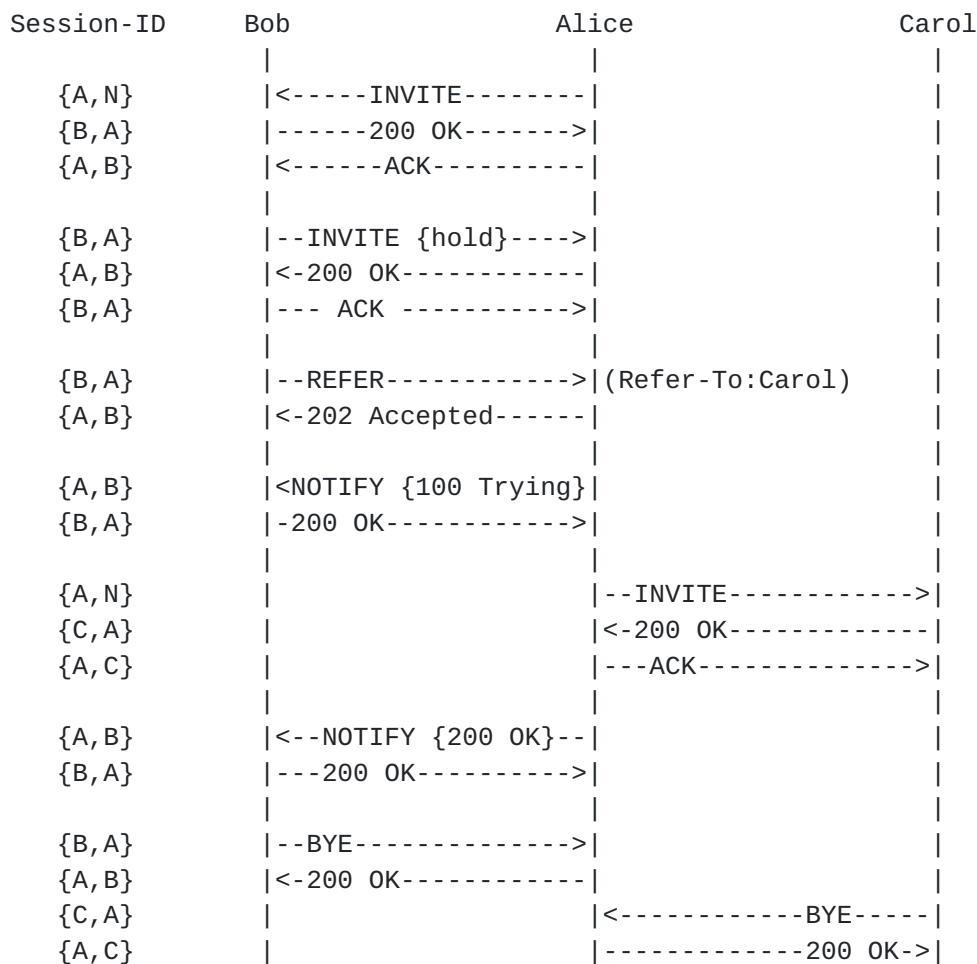 Session-ID     Bob                 Alice                Carol
                |                    |                     |
   {A,N}        |<-----INVITE--------|                     |
   {B,A}        |------200 OK------->|                     |
   {A,B}        |<------ACK----------|                     |
                |                    |                     |
   {B,A}        |--INVITE {hold}---->|                     |
   {A,B}        |<-200 OK------------|                     |
   {B,A}        |--- ACK ----------->|                     |
                |                    |                     |
   {B,A}        |--REFER------------>|(Refer-To:Carol)     |
   {A,B}        |<-202 Accepted------|                     |
                |                    |                     |
   {A,B}        |<NOTIFY {100 Trying}|                     |
   {B,A}        |-200 OK------------>|                     |
                |                    |                     |
   {A,N}        |                    |--INVITE------------>|
   {C,A}        |                    |<-200 OK-------------|
   {A,C}        |                    |---ACK-------------->|
                |                    |                     |
   {A,B}        |<--NOTIFY {200 OK}--|                     |
   {B,A}        |---200 OK---------->|                     |
                |                    |                     |
   {B,A}        |--BYE-------------->|                     |
   {A,B}        |<-200 OK------------|                     |
   {C,A}        |                    |<------------BYE-----|
   {A,C}        |                    |-------------200 OK->|